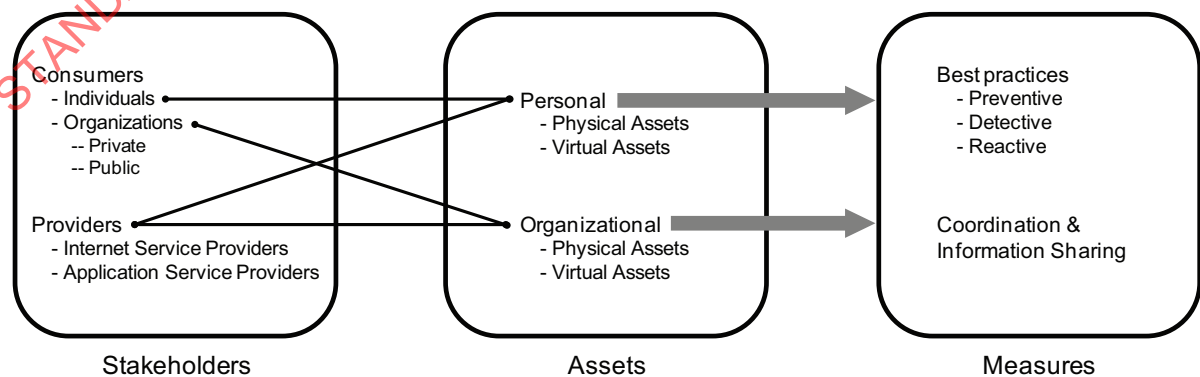 STAND
Consumers
- Individuals
- Organizations
-- Private
-- Public
Providers
- Internet Service Providers
- Application Service Providers
Stakeholders
Personal
- Physical Assets
- Virtual Assets
Organizational
- Physical Assets
- Virtual Assets
Assets
Best practices
- Preventive
- Detective
- Reactive
Coordination &
Information Sharing
Measures